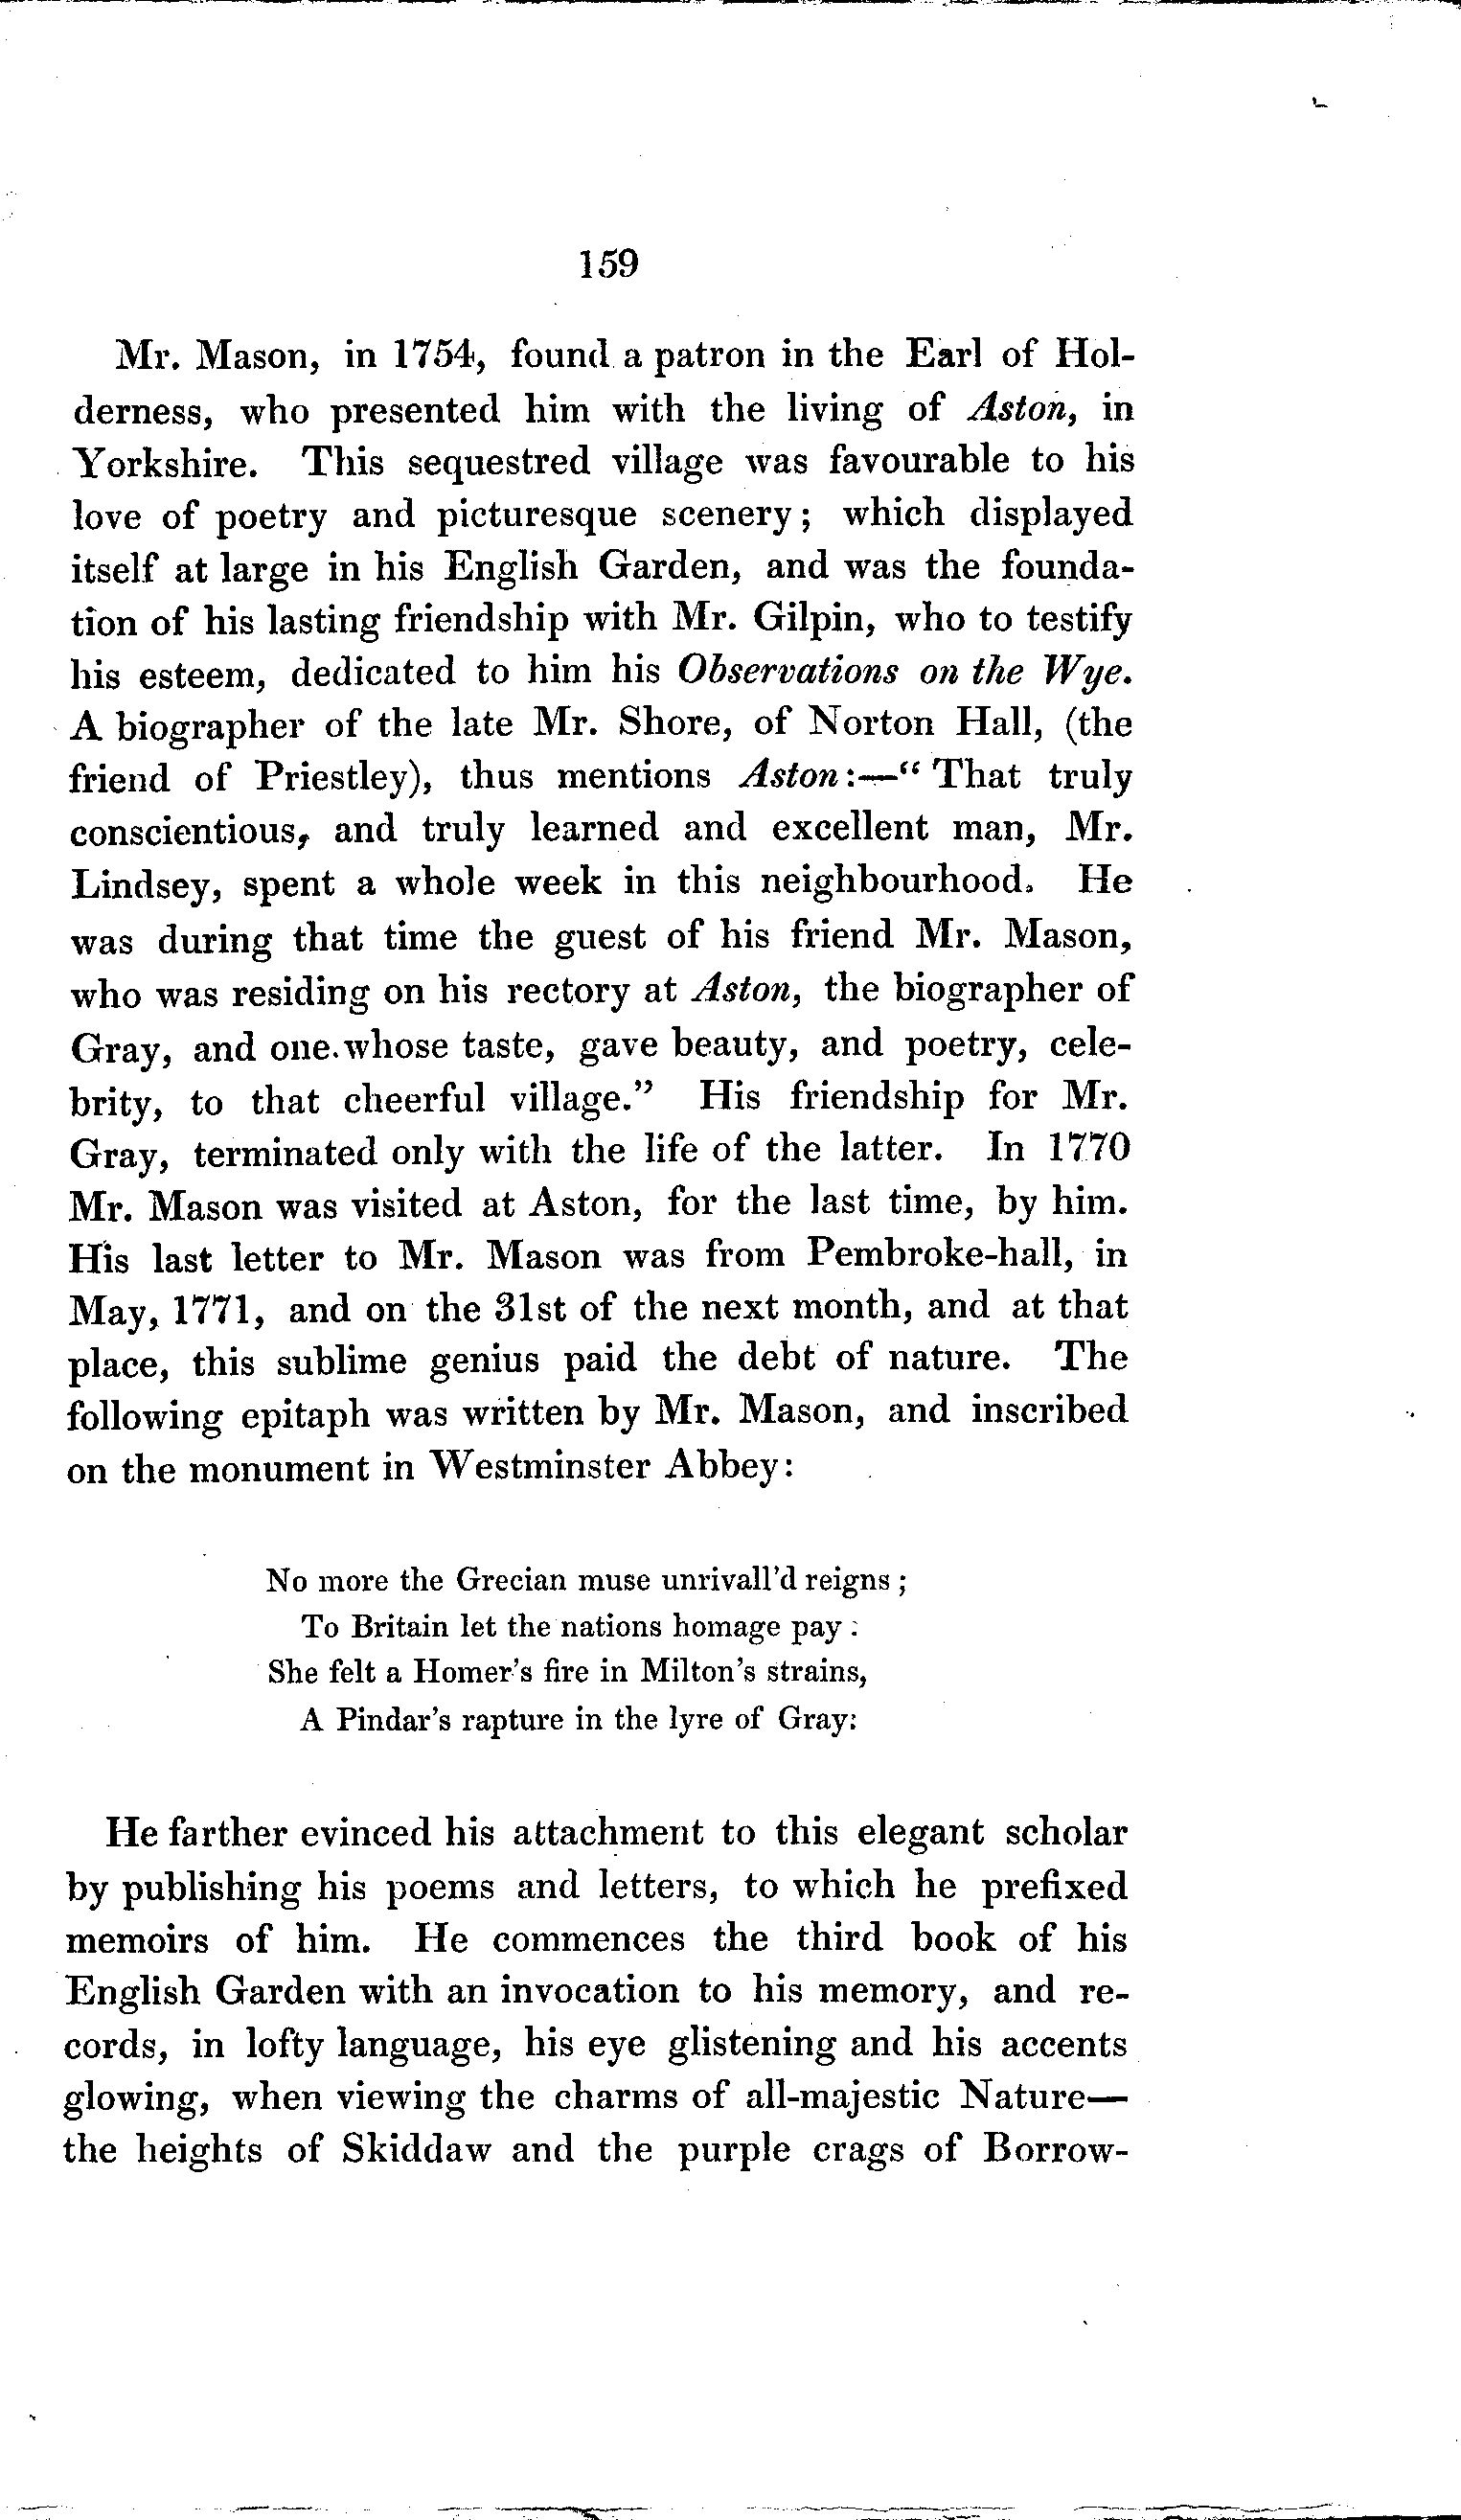 159
Mr. Mason, in 1754, found a patron in the Earl of Hol-
derness, who presented him with the living of Aston, in
Yorkshire. This sequestred village was favourable to his
love of poetry and picturesque scenery; which displayed
itself at large in his English Garden, and was the founda-
tion of his lasting friendship with Mr. Gilpin, who to testify
his esteem, dedicated to him his Observations on the Wye.
A biographer of the late Mr. Shore, of Norton Hall, (the
friend of Priestley), thus mentions Aston:—“ That truly
conscientious, and truly learned and excellent man, Mr.
Lindsey, spent a whole week in this neighbourhood. He
was during that time the guest of his friend Mr. Mason,
who was residing on his rectory at Aston, the biographer of
Gray, and one whose taste, gave beauty, and poetry, cele-
brity, to that cheerful village.” His friendship for Mr.
Gray, terminated only with the life of the latter. In 1770
Mr. Mason was visited at Aston, for the last time, by him.
His last letter to Mr. Mason was from Pembroke-hall, in
May, 1771, and on the 31st of the next month, and at that
place, this sublime genius paid the debt of nature. The
following epitaph was written by Mr. Mason, and inscribed
on the monument in Westminster Abbey:
No more the Grecian muse unrivall'd reigns;
To Britain let the nations homage pay:
She felt a Homer's fire in Milton's strains,
A Pindar's rapture in the lyre of Gray:
He farther evinced his attachment to this elegant scholar
by publishing his poems and letters, to which he prefixed
memoirs of him. He commences the third book of his
English Garden with an invocation to his memory, and re-
cords, in lofty language, his eye glistening and his accents
glowing, when viewing the charms of all-majestic Nature—
the heights of Skiddaw and the purple crags of Borrow-